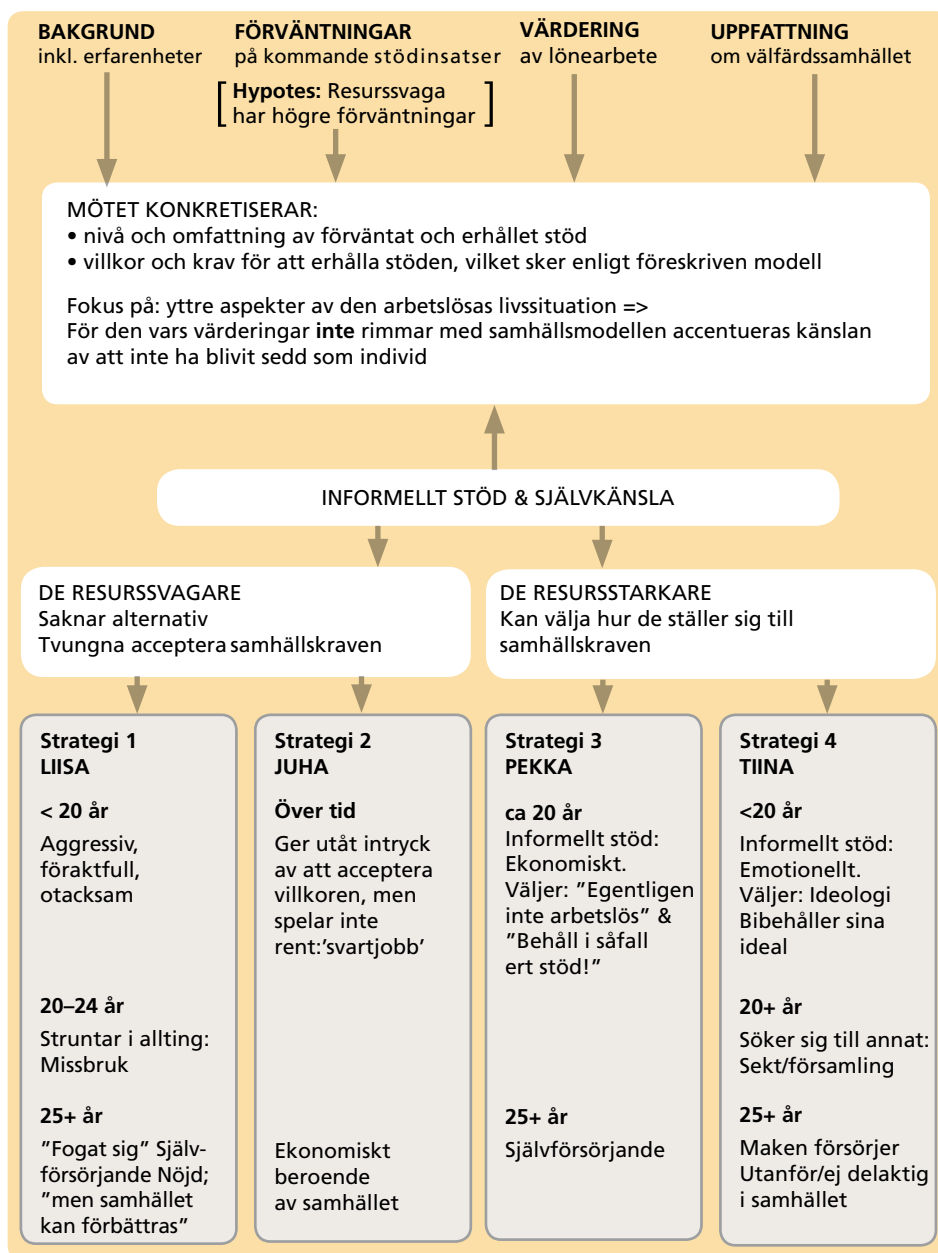 BAKGRUND
inkl. erfarenheter
FÖRVÄNTNINGAR
på kommande stödinsatser
[ Hypotes: Resurssvaga
har högre förväntningar ]
VÄRDERING
av lönearbete
UPPFATTNING
om välfärdssamhället
MÖTET KONKRETISERAR:
• nivå och omfattning av förväntat och erhållet stöd
• villkor och krav för att erhålla stöden, vilket sker enligt föreskriven modell
Fokus på: yttre aspekter av den arbetslösas livssituation =>
För den vars värderingar inte rimmar med samhällsmodellen accentueras känslan
av att inte ha blivit sedd som individ
INFORMELLT STÖD & SJÄLVKÄNSLA
DE RESURSSVAGARE
Saknar alternativ
Tvungna acceptera samhällskraven
DE RESURSSTARKARE
Kan välja hur de ställer sig till
samhällskraven
Strategi 1
LIISA
< 20 år
Aggressiv,
föraktfull,
otacksam
20–24 år
Struntar i allting:
Missbruk
25+ år
”Fogat sig” Själv-
försörjande Nöjd;
”men samhället
kan förbättras”
Strategi 2
JUHA
Över tid
Ger utåt intryck
av att acceptera
villkoren, men
spelar inte
rent:’svartjobb’
Ekonomiskt
beroende
av samhället
Strategi 3
PEKKA
ca 20 år
Informellt stöd:
Ekonomiskt.
Väljer: ”Egentligen
inte arbetslös” &
”Behåll i såfall
ert stöd!”
25+ år
Självförsörjande
Strategi 4
TIINA
<20 år
Informellt stöd:
Emotionellt.
Väljer: Ideologi
Bibehåller sina
ideal
20+ år
Söker sig till annat:
Sekt/församling
25+ år
Maken försörjer
Utanför/ej delaktig
i samhället